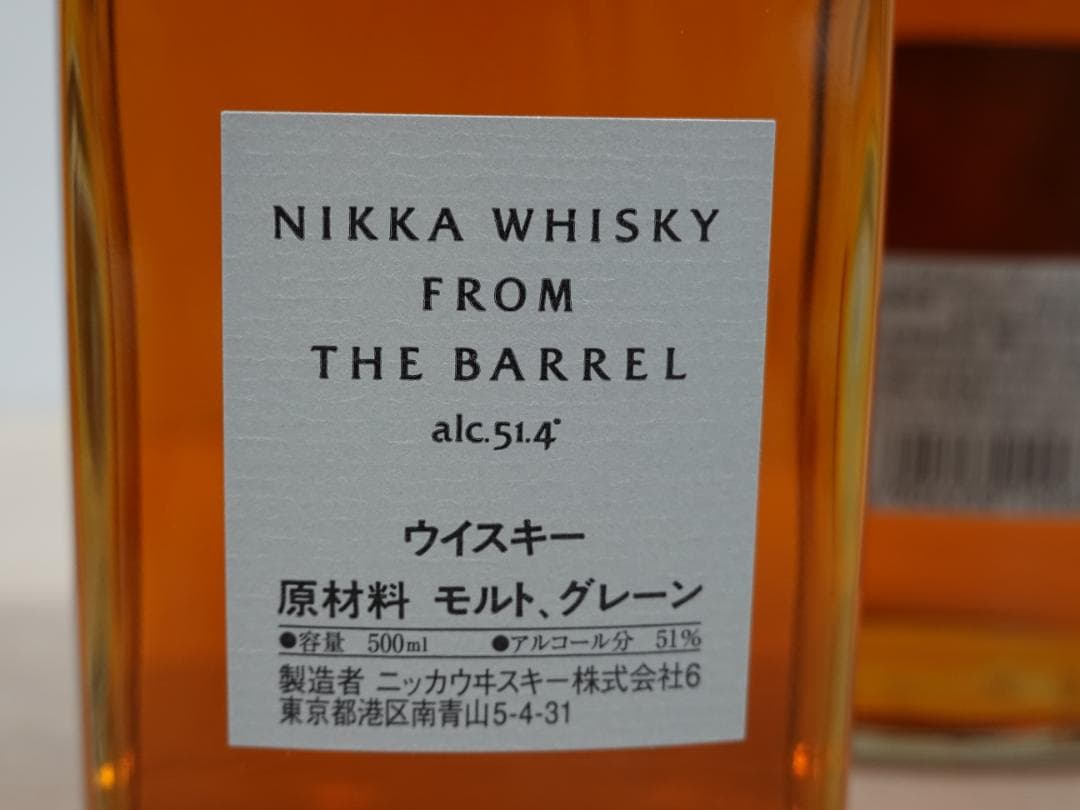 NIKKA WHISKY
FROM
THE BARREL
alc.51.4°
ウイスキー
原材料 モルト、グレーン
●容量 500ml ●アルコール分 51%
製造者 ニッカウヰスキー株式会社6
東京都港区南青山5-4-31